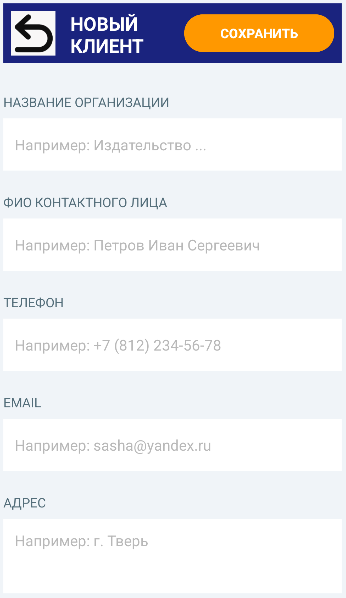 НОВЫЙ
КЛИЕНТ
СОХРАНИТЬ
НАЗВАНИЕ ОРГАНИЗАЦИИ
Например: Издательство ...
ФИО КОНТАКТНОГО ЛИЦА
Например: Петров Иван Сергеевич
ТЕЛЕФОН
Например: +7 (812) 234-56-78
EMAIL
Например: sasha@yandex.ru
АДРЕС
Например: г. Тверь